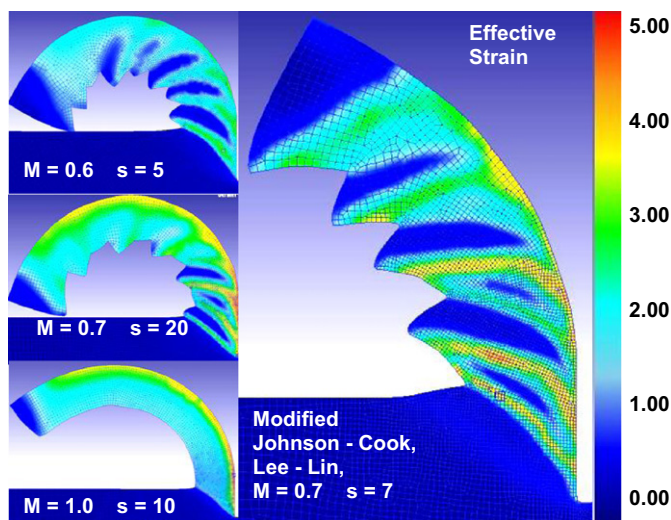 Effective
Strain
5.00
4.00
3.00
2.00
1.00
0.00
M = 0.6 s = 5
M = 0.7 s = 20
M = 1.0 s = 10
Modified
Johnson - Cook,
Lee - Lin,
M = 0.7 s = 7